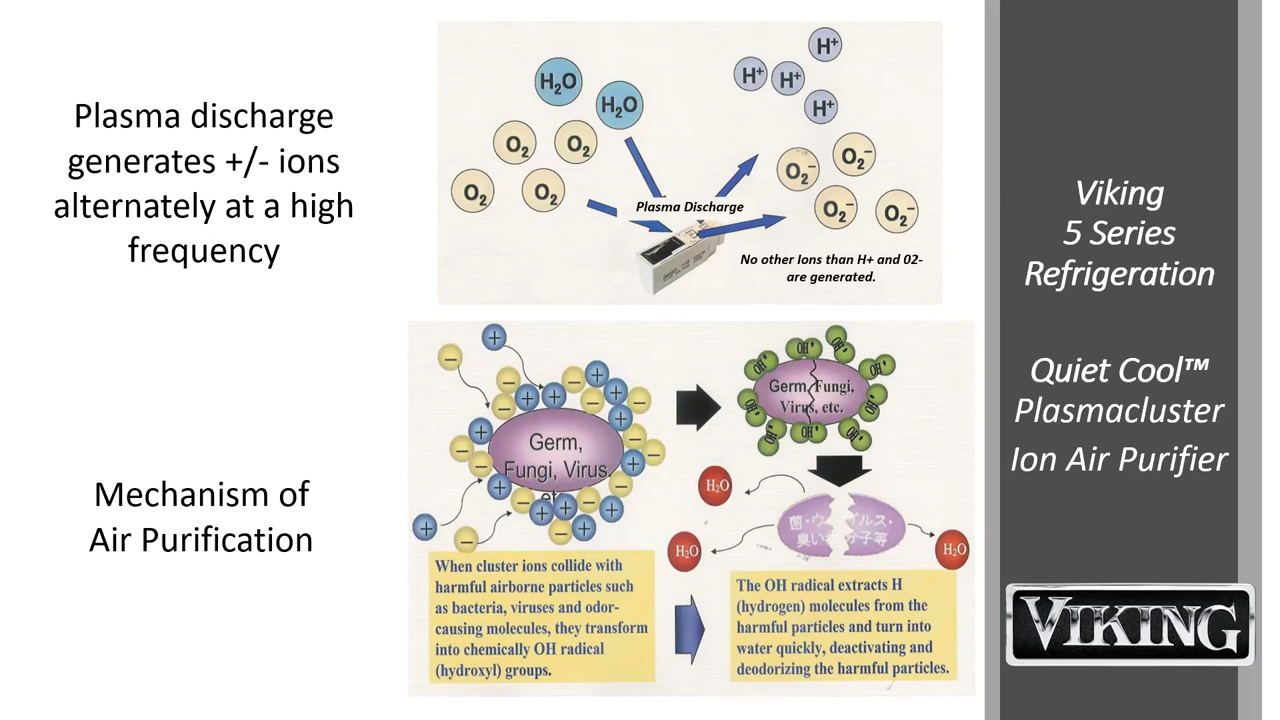 Plasma discharge
generates +/- ions
alternately at a high
frequency
H₂O
H₂O
O₂
O₂
O₂
O₂
H⁺
H⁺
H⁺
H⁺
O₂⁻
O₂⁻
O₂⁻
O₂⁻
Plasma Discharge
No other Ions than H+ and 02-
are generated.
Mechanism of
Air Purification
Germ,
Fungi, Virus.
et
Germ, Fungi,
Virus, etc.
OH•
OH•
OH•
OH•
OH•
OH•
OH•
OH•
OH•
H₂O
H₂O
H₂O
菌・ウ イルス・
臭い 分子等
When cluster ions collide with
harmful airborne particles such
as bacteria, viruses and odor-
causing molecules, they transform
into chemically OH radical
(hydroxyl) groups.
The OH radical extracts H
(hydrogen) molecules from the
harmful particles and turn into
water quickly, deactivating and
deodorizing the harmful particles.
Viking
5 Series
Refrigeration
Quiet Cool™
Plasmacluster
Ion Air Purifier
VIKING